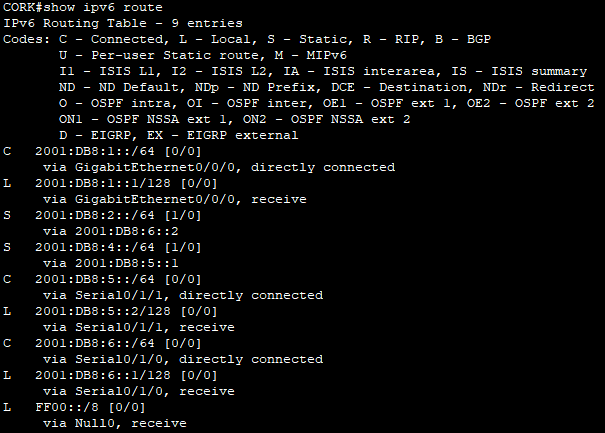 CORK#show ipv6 route
IPv6 Routing Table - 9 entries
Codes: C - Connected, L - Local, S - Static, R - RIP, B - BGP
U - Per-user Static route, M - MIPv6
I1 - ISIS L1, I2 - ISIS L2, IA - ISIS interarea, IS - ISIS summary
ND - ND Default, NDp - ND Prefix, DCE - Destination, NDr - Redirect
O - OSPF intra, OI - OSPF inter, OE1 - OSPF ext 1, OE2 - OSPF ext 2
ON1 - OSPF NSSA ext 1, ON2 - OSPF NSSA ext 2
D - EIGRP, EX - EIGRP external
C 2001:DB8:1::/64 [0/0]
via GigabitEthernet0/0/0, directly connected
L 2001:DB8:1::1/128 [0/0]
via GigabitEthernet0/0/0, receive
S 2001:DB8:2::/64 [1/0]
via 2001:DB8:6::2
S 2001:DB8:4::/64 [1/0]
via 2001:DB8:5::1
C 2001:DB8:5::/64 [0/0]
via Serial0/1/1, directly connected
L 2001:DB8:5::2/128 [0/0]
via Serial0/1/1, receive
C 2001:DB8:6::/64 [0/0]
via Serial0/1/0, directly connected
L 2001:DB8:6::1/128 [0/0]
via Serial0/1/0, receive
L FF00::/8 [0/0]
via Null0, receive